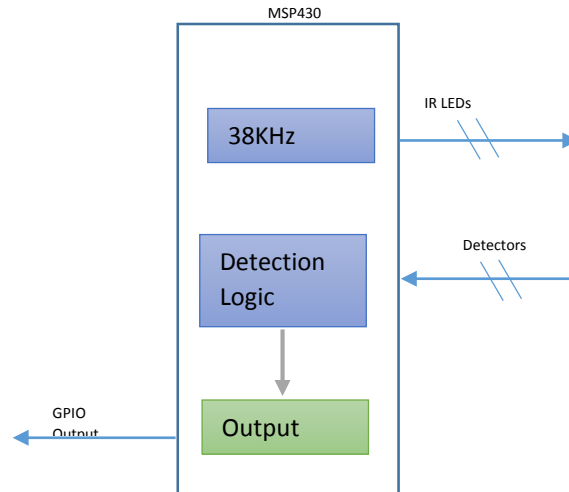 MSP430
IR LEDs
38KHz
Detectors
Detection
Logic
GPIO
Output
Output